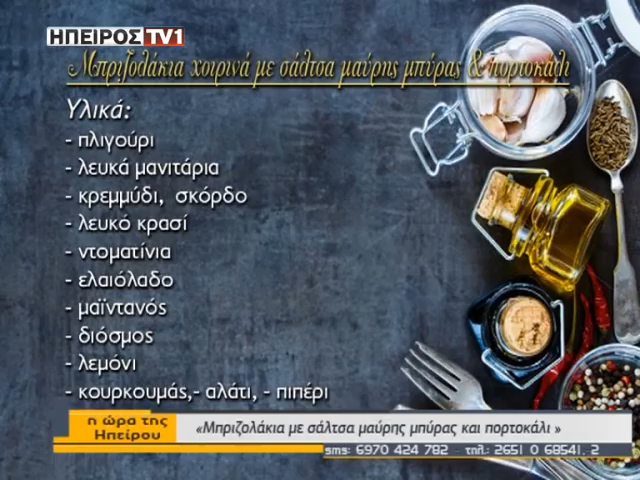 ΗΠΕΙΡΟΣ TV1
Μπριζολάκια χοιρινά με σάλτσα μαύρης μπύρας & πορτοκάλι
Υλικά:
- πλιγούρι
- λευκά μανιτάρια
- κρεμμύδι, σκόρδο
- λευκό κρασί
- ντοματίνια
- ελαιόλαδο
- μαϊντανός
- διόσμος
- λεμόνι
- κουρκουμάς,- αλάτι, - πιπέρι
η ώρα της Ηπείρου
«Μπριζολάκια με σάλτσα μαύρης μπύρας και πορτοκάλι »
sms: 6970 424 782 - τηλ.: 2651 0 68541,-2